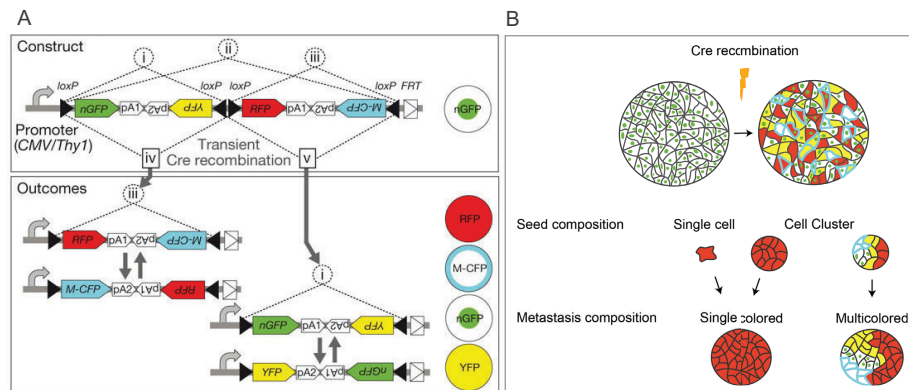 A
Construct
i
ii
iii
loxP
loxP
loxP
loxP FRT
nGFP
pA1
pA2
YFP
RFP
pA1
pA2
M-CFP
nGFP
Promoter
(CMV/Thy1)
Transient
Cre recombination
iv
v
Outcomes
iii
RFP
pA1
pA2
M-CFP
M-CFP
pA2
pA1
RFP
i
nGFP
pA1
pA2
YFP
YFP
pA2
pA1
nGFP
RFP
M-CFP
nGFP
YFP
B
Cre recombination
Seed composition
Single cell
Cell Cluster
Metastasis composition
Single colored
Multicolored